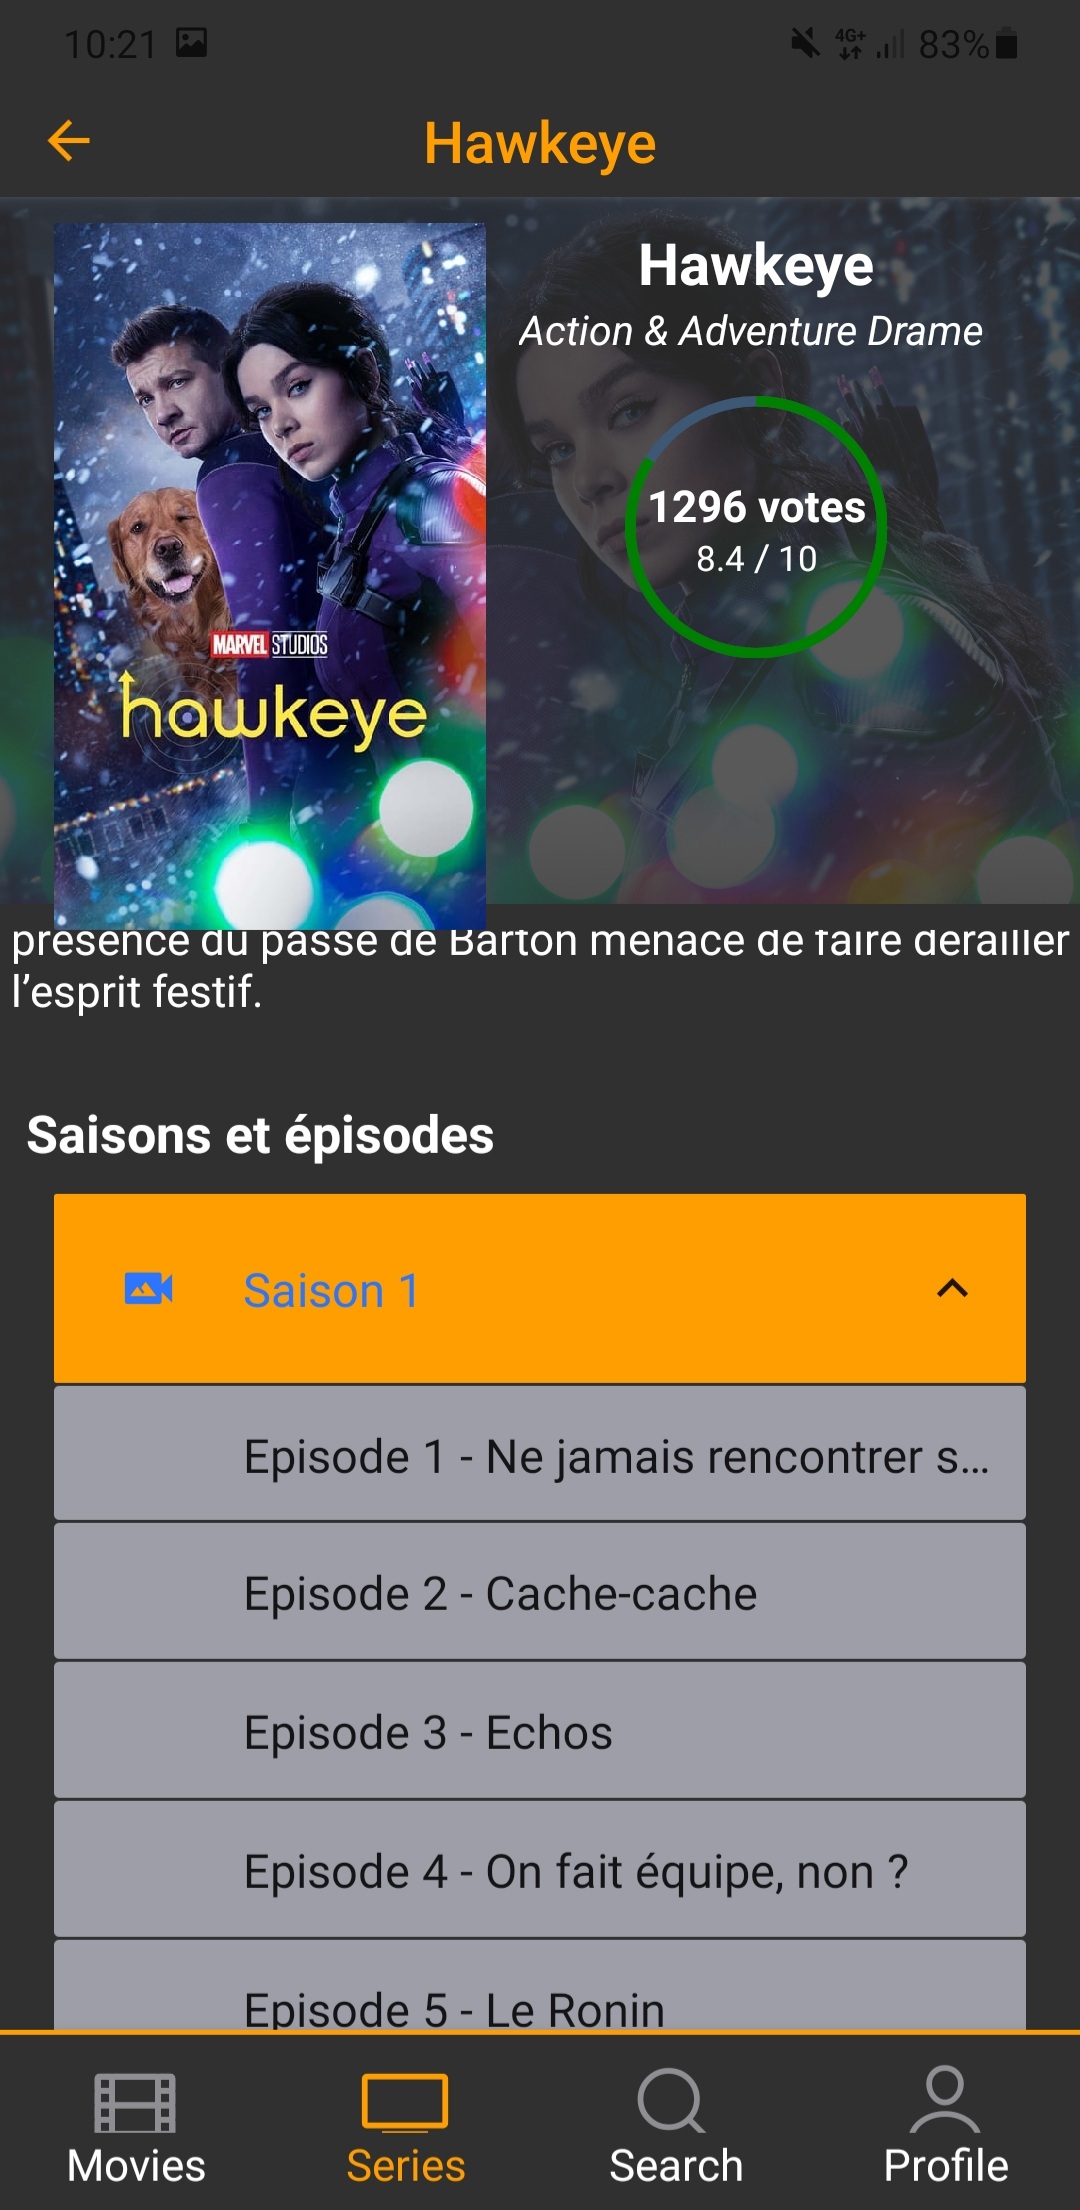 10:21
4G+ 83%
Hawkeye
Hawkeye
Action & Adventure Drame
1296 votes
8.4 / 10
MARVEL STUDIOS
hawkeye
présence du passé de Barton menace de faire dérailler
l’esprit festif.
Saisons et épisodes
Saison 1
Episode 1 - Ne jamais rencontrer s...
Episode 2 - Cache-cache
Episode 3 - Echos
Episode 4 - On fait équipe, non ?
Episode 5 - Le Ronin
Movies Series Search Profile